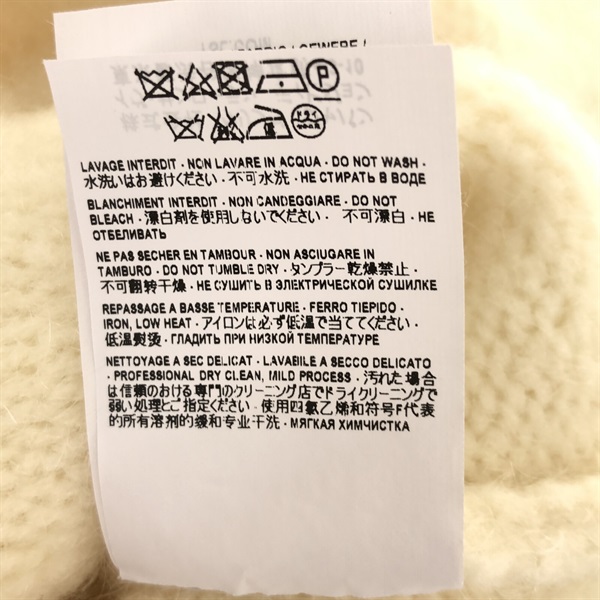 P
LAVAGE INTERDIT · NON LAVARE IN ACQUA · DO NOT WASH ·
水洗いはお避けください · 不可水洗 · НЕ СТИРАТЬ В ВОДЕ
BLANCHIMENT INTERDIT · NON CANDEGGIARE · DO NOT
BLEACH · 漂白剤を使用しないでください · 不可漂白 · НЕ
ОТБЕЛИВАТЬ
NE PAS SECHER EN TAMBOUR · NON ASCIUGARE IN
TAMBURO · DO NOT TUMBLE DRY · タンブラー乾燥禁止 ·
不可翻转干燥 · НЕ СУШИТЬ В ЭЛЕКТРИЧЕСКОЙ СУШИЛКЕ
REPASSAGE A BASSE TEMPERATURE · FERRO TIEPIDO ·
IRON, LOW HEAT · アイロンは必ず低温で当ててください ·
低温熨烫 · ГЛАДИТЬ ПРИ НИЗКОЙ ТЕМПЕРАТУРЕ
NETTOYAGE A SEC DELICAT · LAVABILE A SECCO DELICATO
· PROFESSIONAL DRY CLEAN, MILD PROCESS · 汚れた場合
は信頼のおける専門のクリーニング店でドライクリーニングで
弱い処理とご指定ください · 使用四氯乙烯和符号F代表
的所有溶剂的缓和专业干洗 · МЯГКАЯ ХИМЧИСТКА